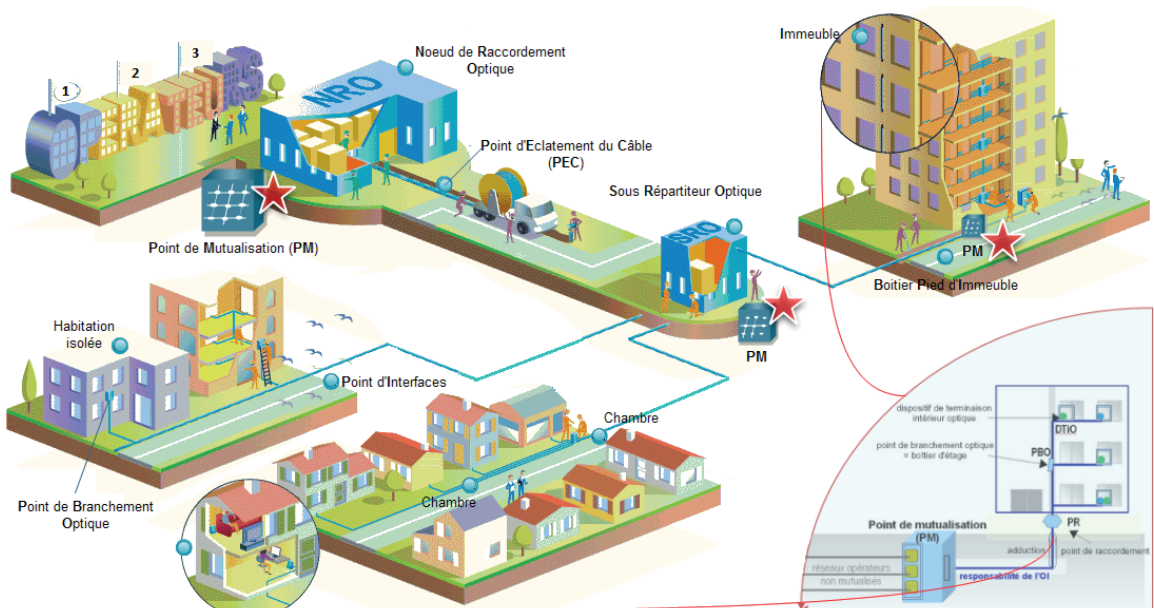 1
2
3
Noeud de Raccordement
Optique
NRO
Point d'Eclatement du Câble
(PEC)
Sous Répartiteur Optique
SRO
Immeuble
Point de Mutualisation (PM)
PM
PM
Boitier Pied d'Immeuble
Habitation
isolée
Point d'Interfaces
Chambre
Chambre
Point de Branchement
Optique
dispositif de terminaison
intérieur optique
DTiO
point de branchement optique
= boîtier d'étage
PBO
Point de mutualisation
(PM)
PR
adduction
point de raccordement
réseaux opérateurs
non mutualisés
responsabilité de l'OI